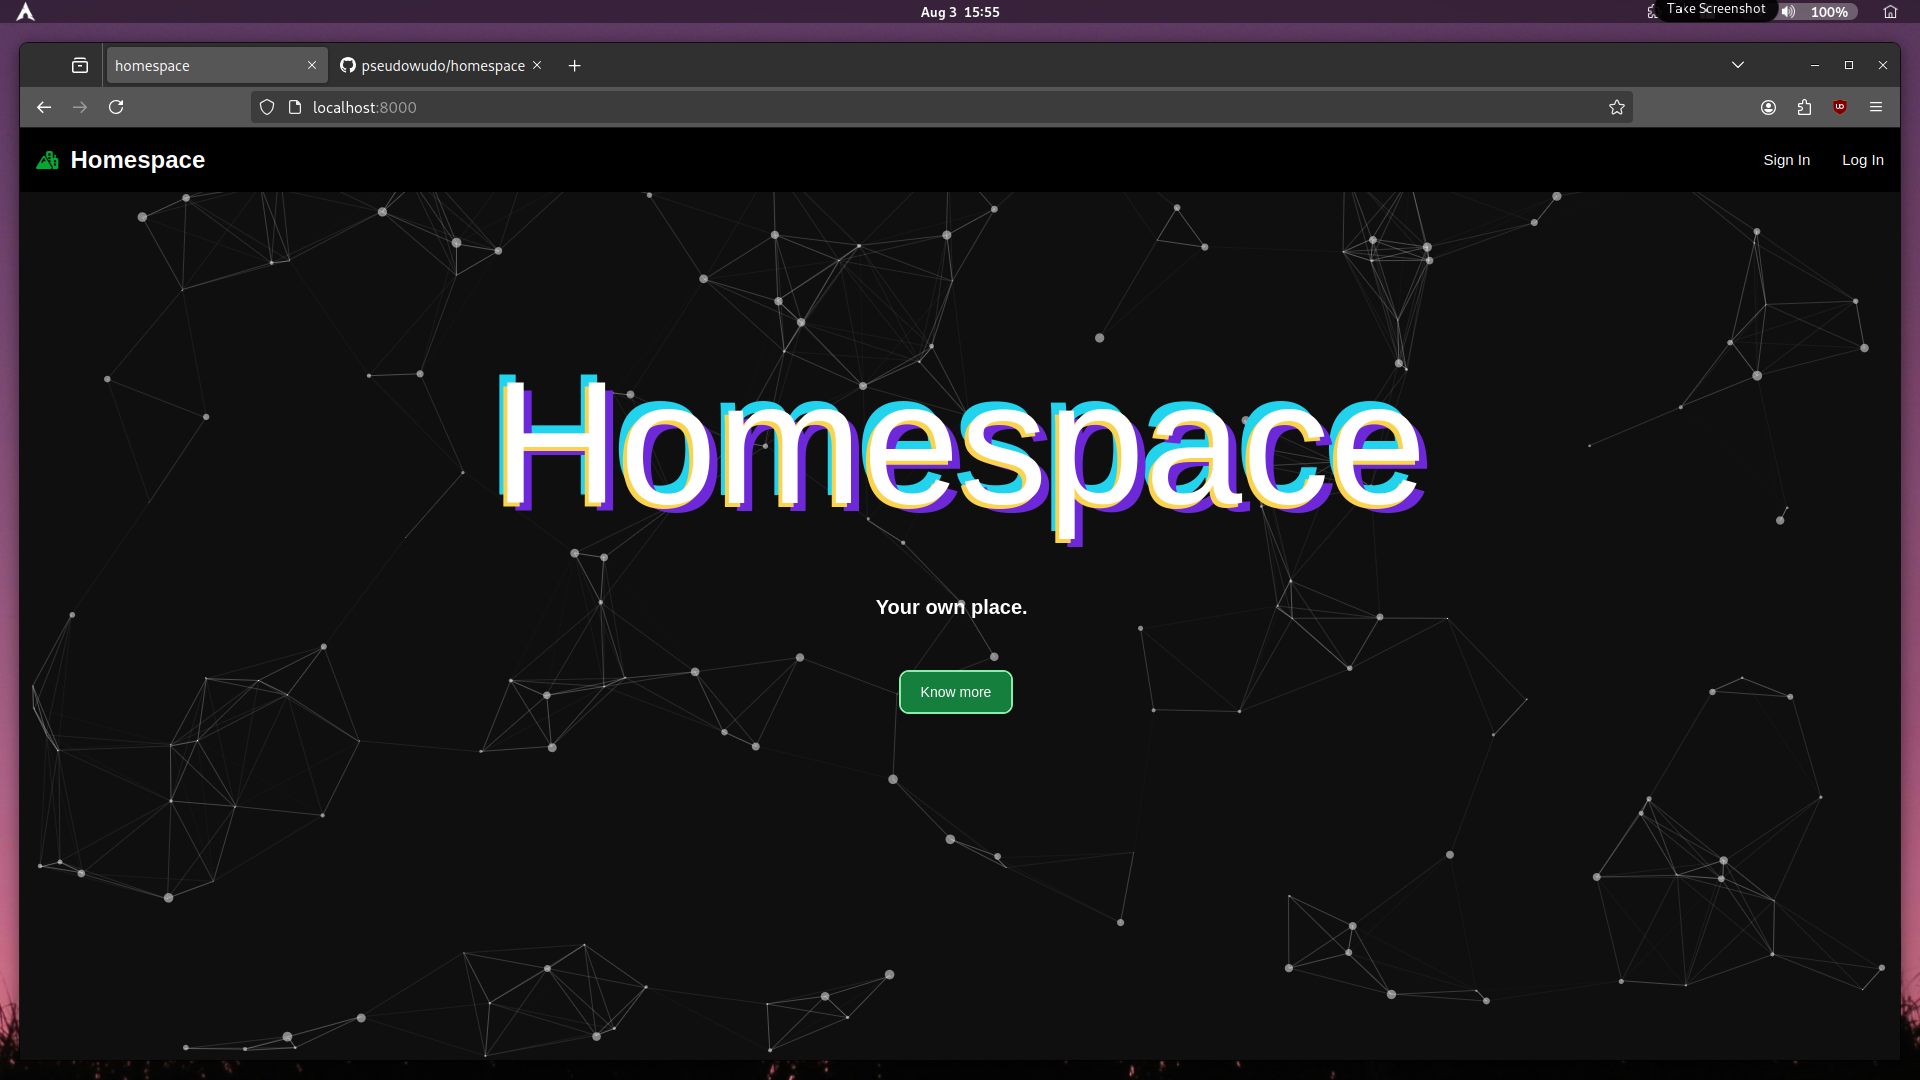 Aug 3 15:55
Take Screenshot
100%
homespace
pseudowudo/homespace
localhost:8000
Homespace
Sign In
Log In
Homespace
Your own place.
Know more